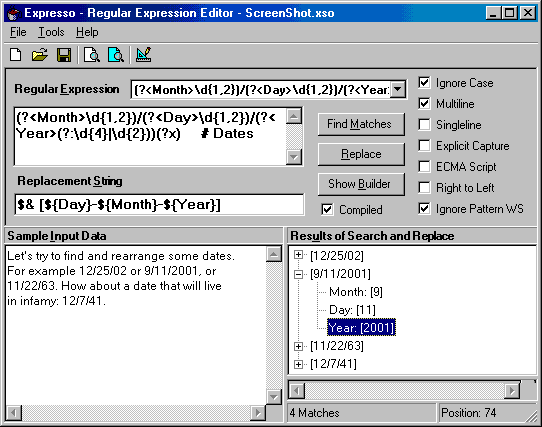 Expresso - Regular Expression Editor - ScreenShot.xso
File Tools Help
Regular Expression
(?<Month>\d{1,2})/(?<Day>\d{1,2})/(?<Year
(?<Month>\d{1,2})/(?<Day>\d{1,2})/(?<
Year>(?:\d{4}|\d{2}))(?x) # Dates
Find Matches
Replace
Show Builder
Compiled
Ignore Case
Multiline
Singleline
Explicit Capture
ECMA Script
Right to Left
Ignore Pattern WS
Replacement String
$& [${Day}-${Month}-${Year}]
Sample Input Data
Let's try to find and rearrange some dates.
For example 12/25/02 or 9/11/2001, or
11/22/63. How about a date that will live
in infamy: 12/7/41.
Results of Search and Replace
[12/25/02]
[9/11/2001]
Month: [9]
Day: [11]
Year: [2001]
[11/22/63]
[12/7/41]
4 Matches
Position: 74